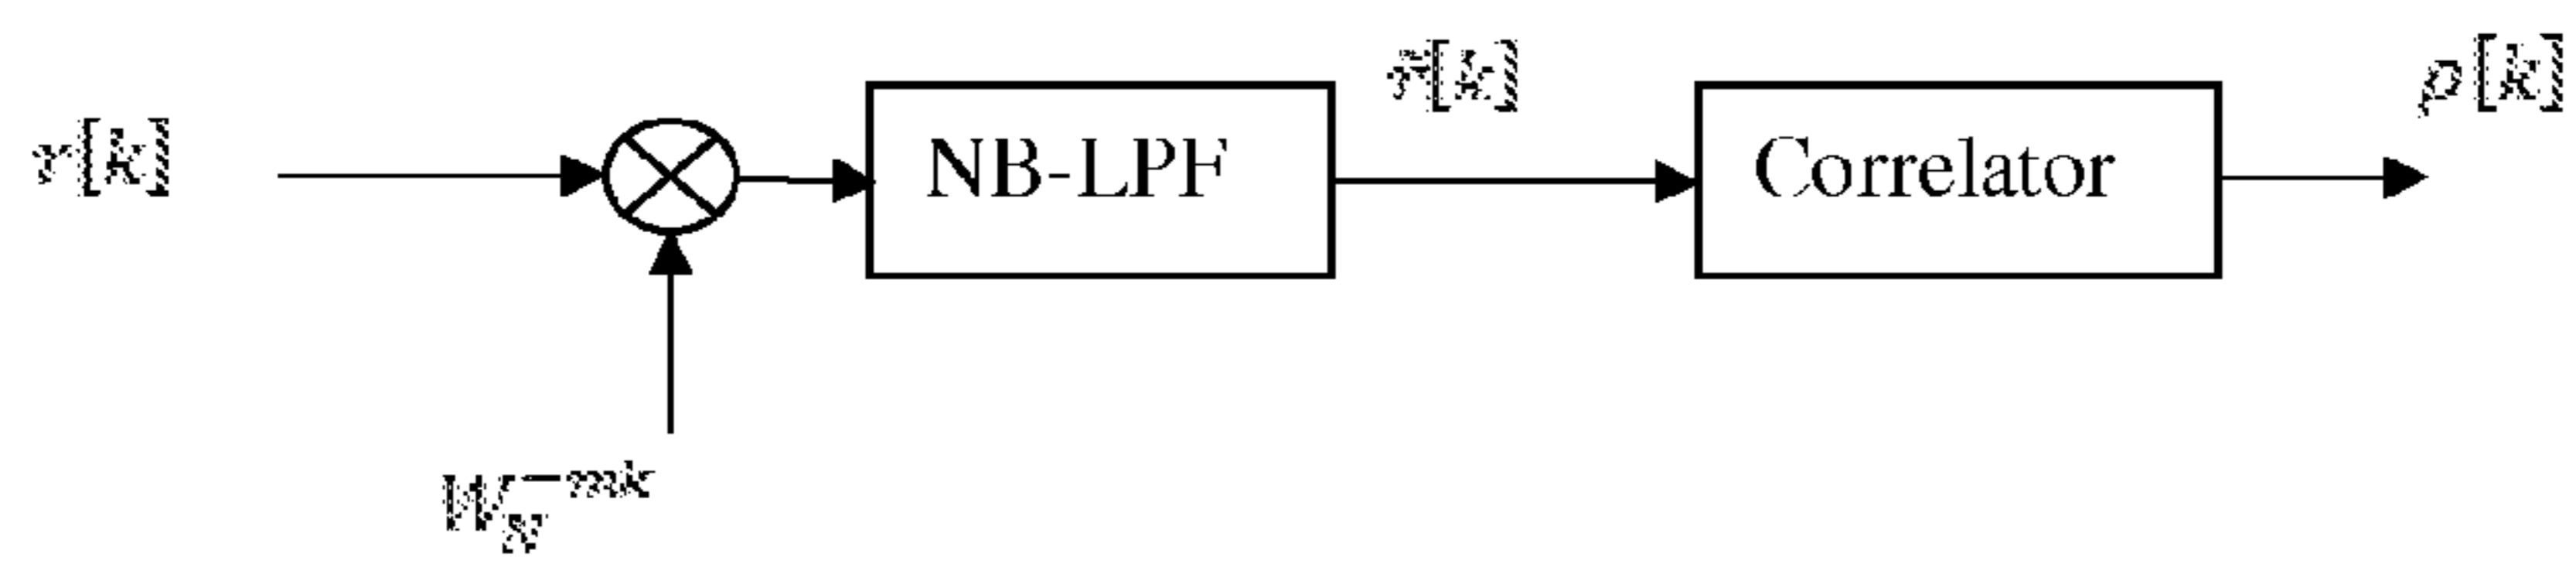 r̃[k]
ρ[k]
r[k]
NB-LPF
Correlator
W_N^{-mk}